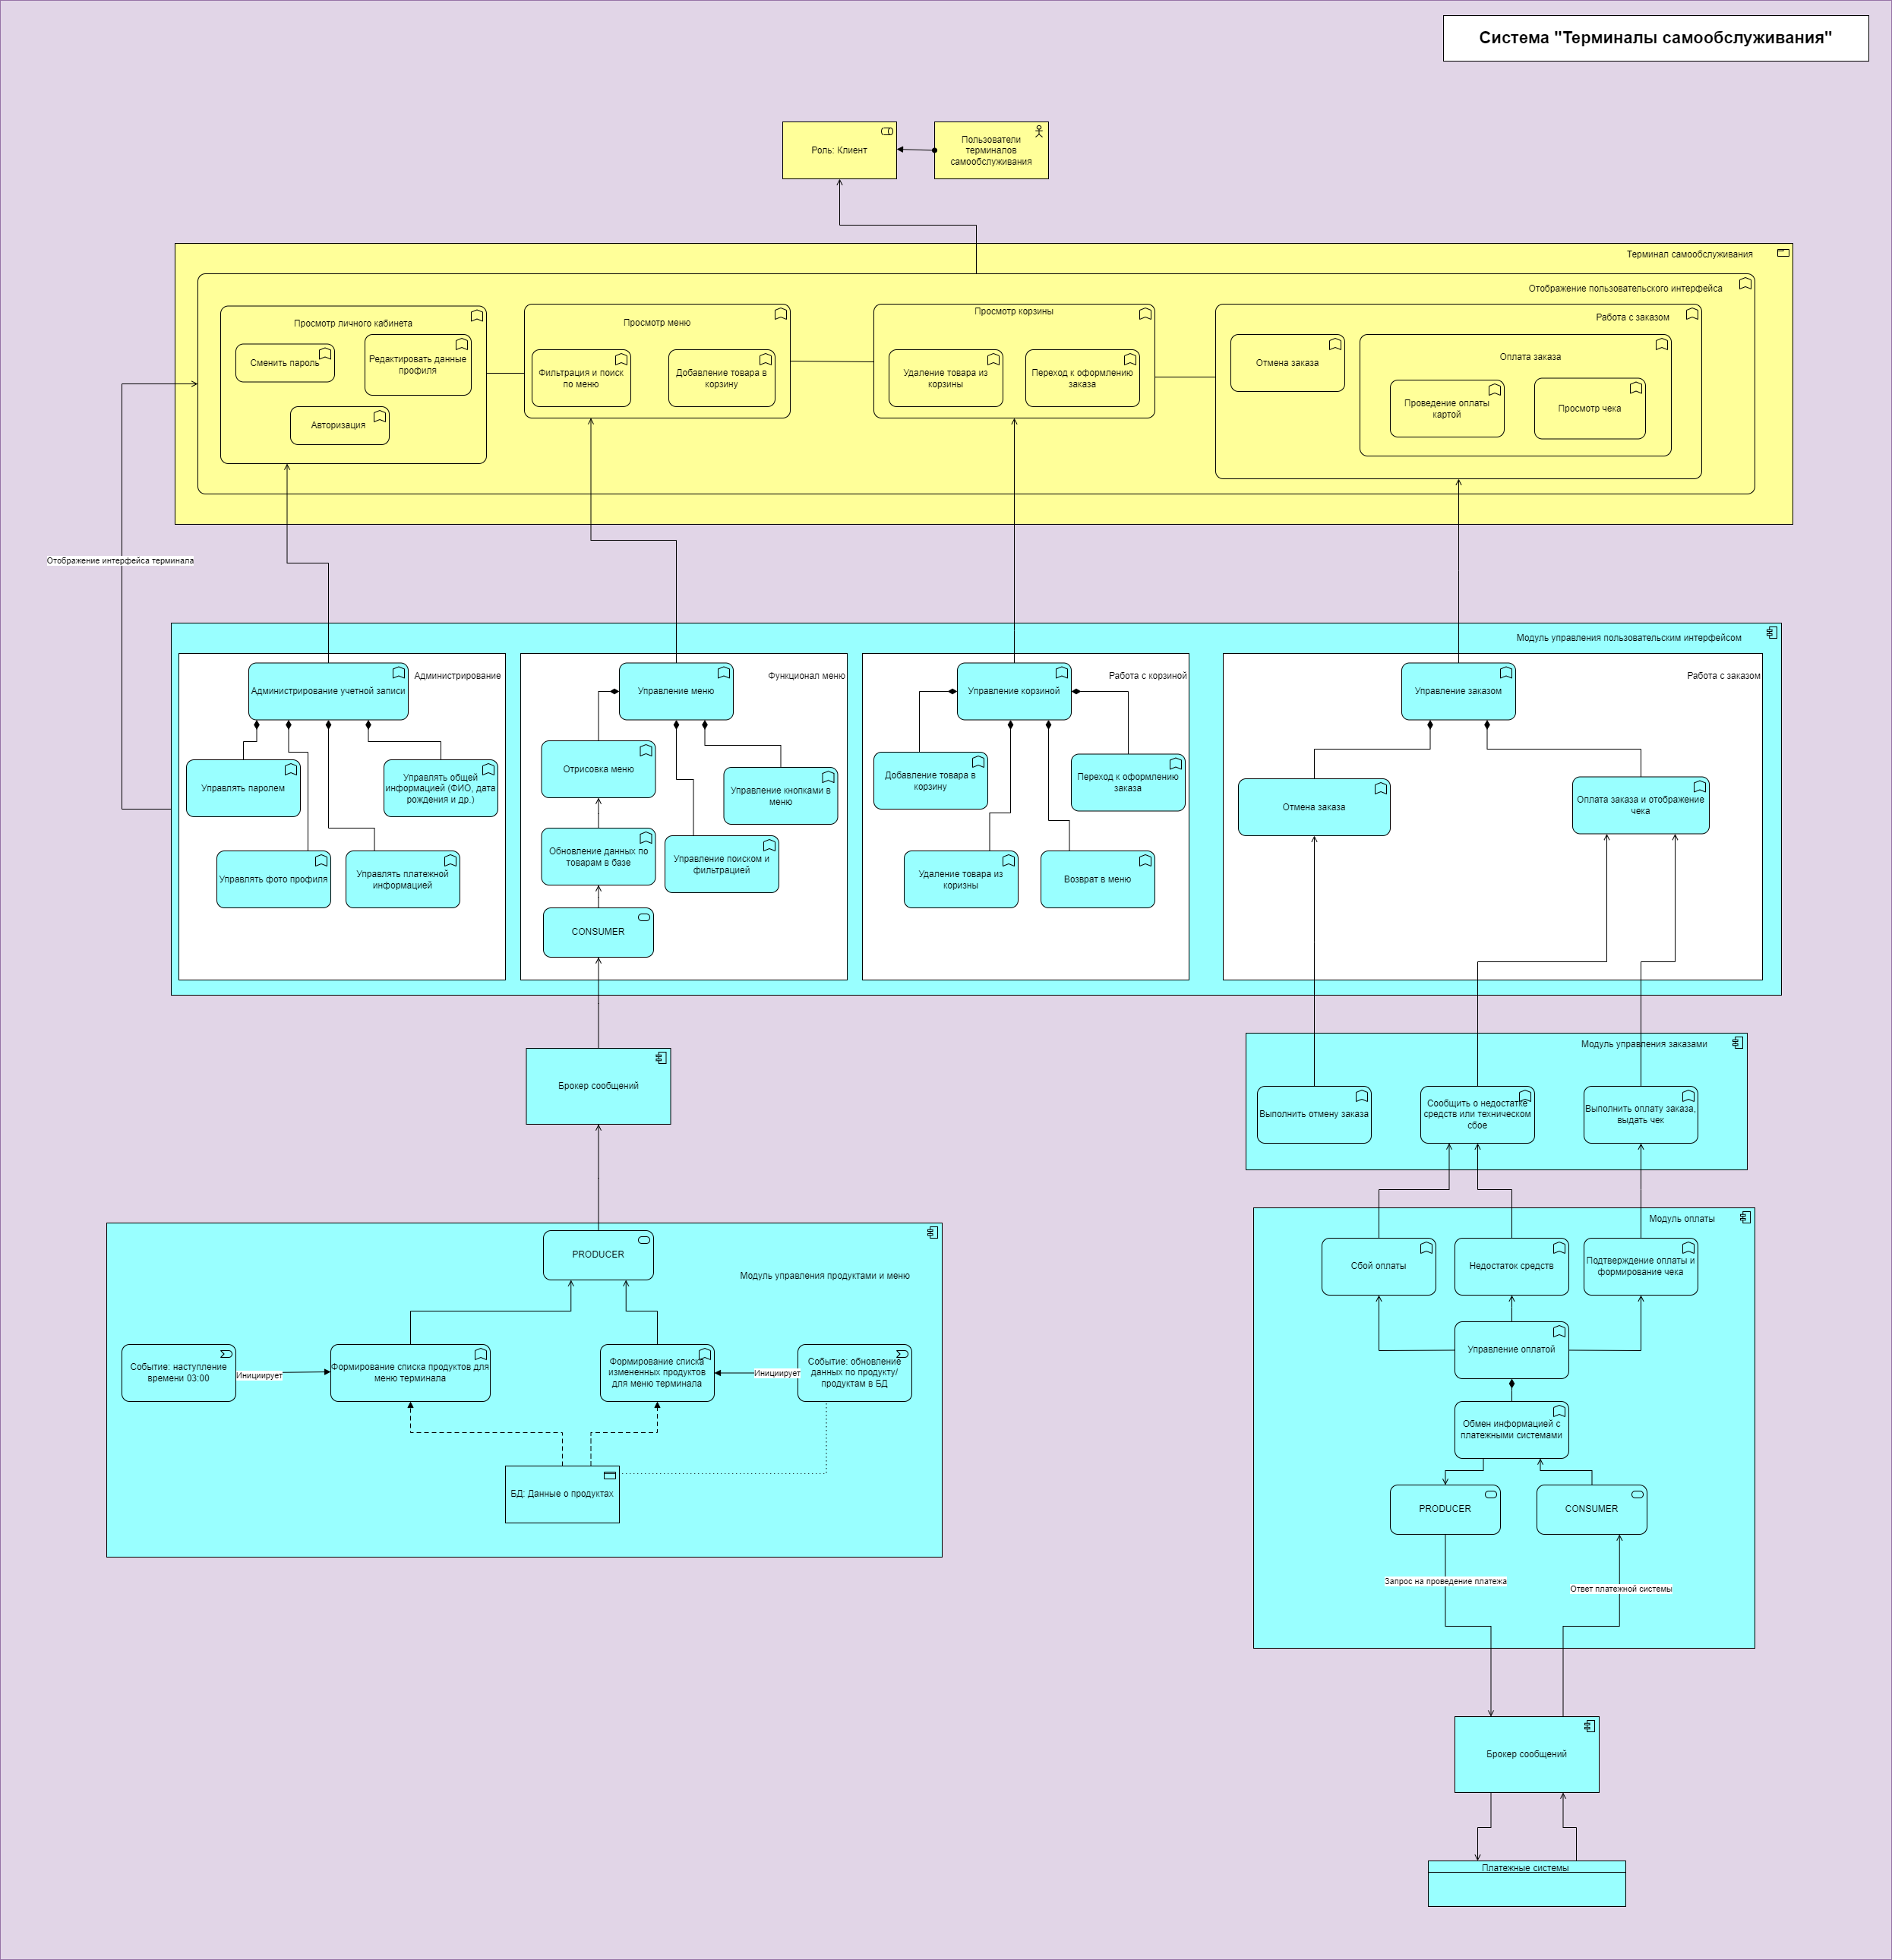 Система "Терминалы самообслуживания"
Роль: Клиент
Пользователи
терминалов
самообслуживания
Терминал самообслуживания
Отображение пользовательского интерфейса
Просмотр личного кабинета
Сменить пароль
Редактировать данные
профиля
Авторизация
Просмотр меню
Фильтрация и поиск
по меню
Добавление товара в
корзину
Просмотр корзины
Удаление товара из
корзины
Переход к оформлению
заказа
Работа с заказом
Отмена заказа
Оплата заказа
Проведение оплаты
картой
Просмотр чека
Отображение интерфейса терминала
Модуль управления пользовательским интерфейсом
Администрирование
Администрирование учетной записи
Управлять паролем
Управлять общей
информацией (ФИО, дата
рождения и др.)
Управлять фото профиля
Управлять платежной
информацией
Функционал меню
Управление меню
Отрисовка меню
Управление кнопками в
меню
Обновление данных по
товарам в базе
Управление поиском и
фильтрацией
CONSUMER
Работа с корзиной
Управление корзиной
Добавление товара в
корзину
Переход к оформлению
заказа
Удаление товара из
коризны
Возврат в меню
Работа с заказом
Управление заказом
Отмена заказа
Оплата заказа и отображение
чека
Брокер сообщений
Модуль управления заказами
Выполнить отмену заказа
Сообщить о недостатке
средств или техническом
сбое
Выполнить оплату заказа,
выдать чек
PRODUCER
Модуль управления продуктами и меню
Событие: наступление
времени 03:00
Инициирует
Формирование списка продуктов для
меню терминала
Формирование списка
измененных продуктов
для меню терминала
Инициирует
Событие: обновление
данных по продукту/
продуктам в БД
БД: Данные о продуктах
Модуль оплаты
Сбой оплаты
Недостаток средств
Подтверждение оплаты и
формирование чека
Управление оплатой
Обмен информацией с
платежными системами
PRODUCER
CONSUMER
Запрос на проведение платежа
Ответ платежной системы
Брокер сообщений
Платежные системы